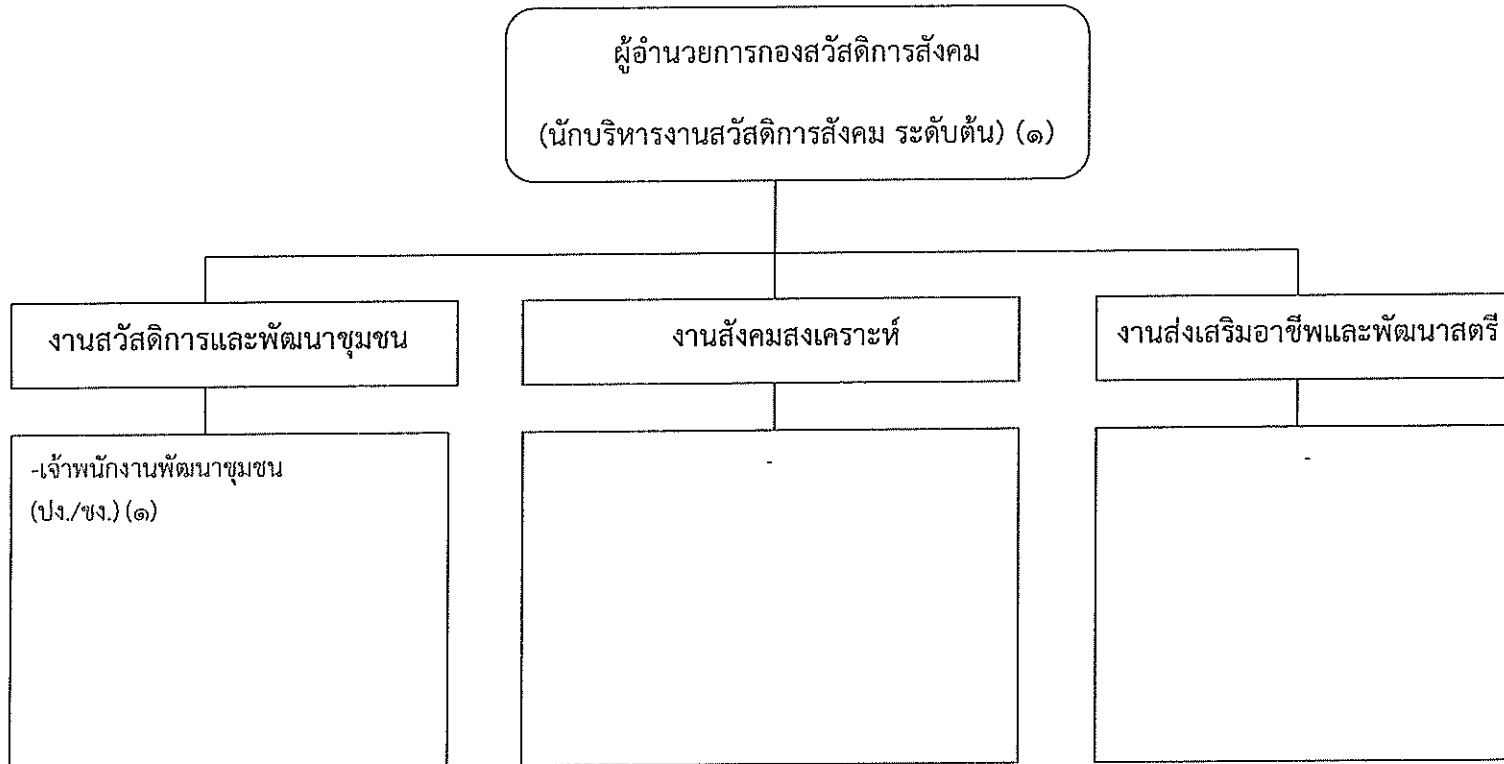 ผู้อำนวยการกองสวัสดิการสังคม
(นักบริหารงานสวัสดิการสังคม ระดับต้น) (๑)
งานสวัสดิการและพัฒนาชุมชน
งานสังคมสงเคราะห์
งานส่งเสริมอาชีพและพัฒนาสตรี
-เจ้าพนักงานพัฒนาชุมชน
(ปง./ชง.) (๑)
-
-